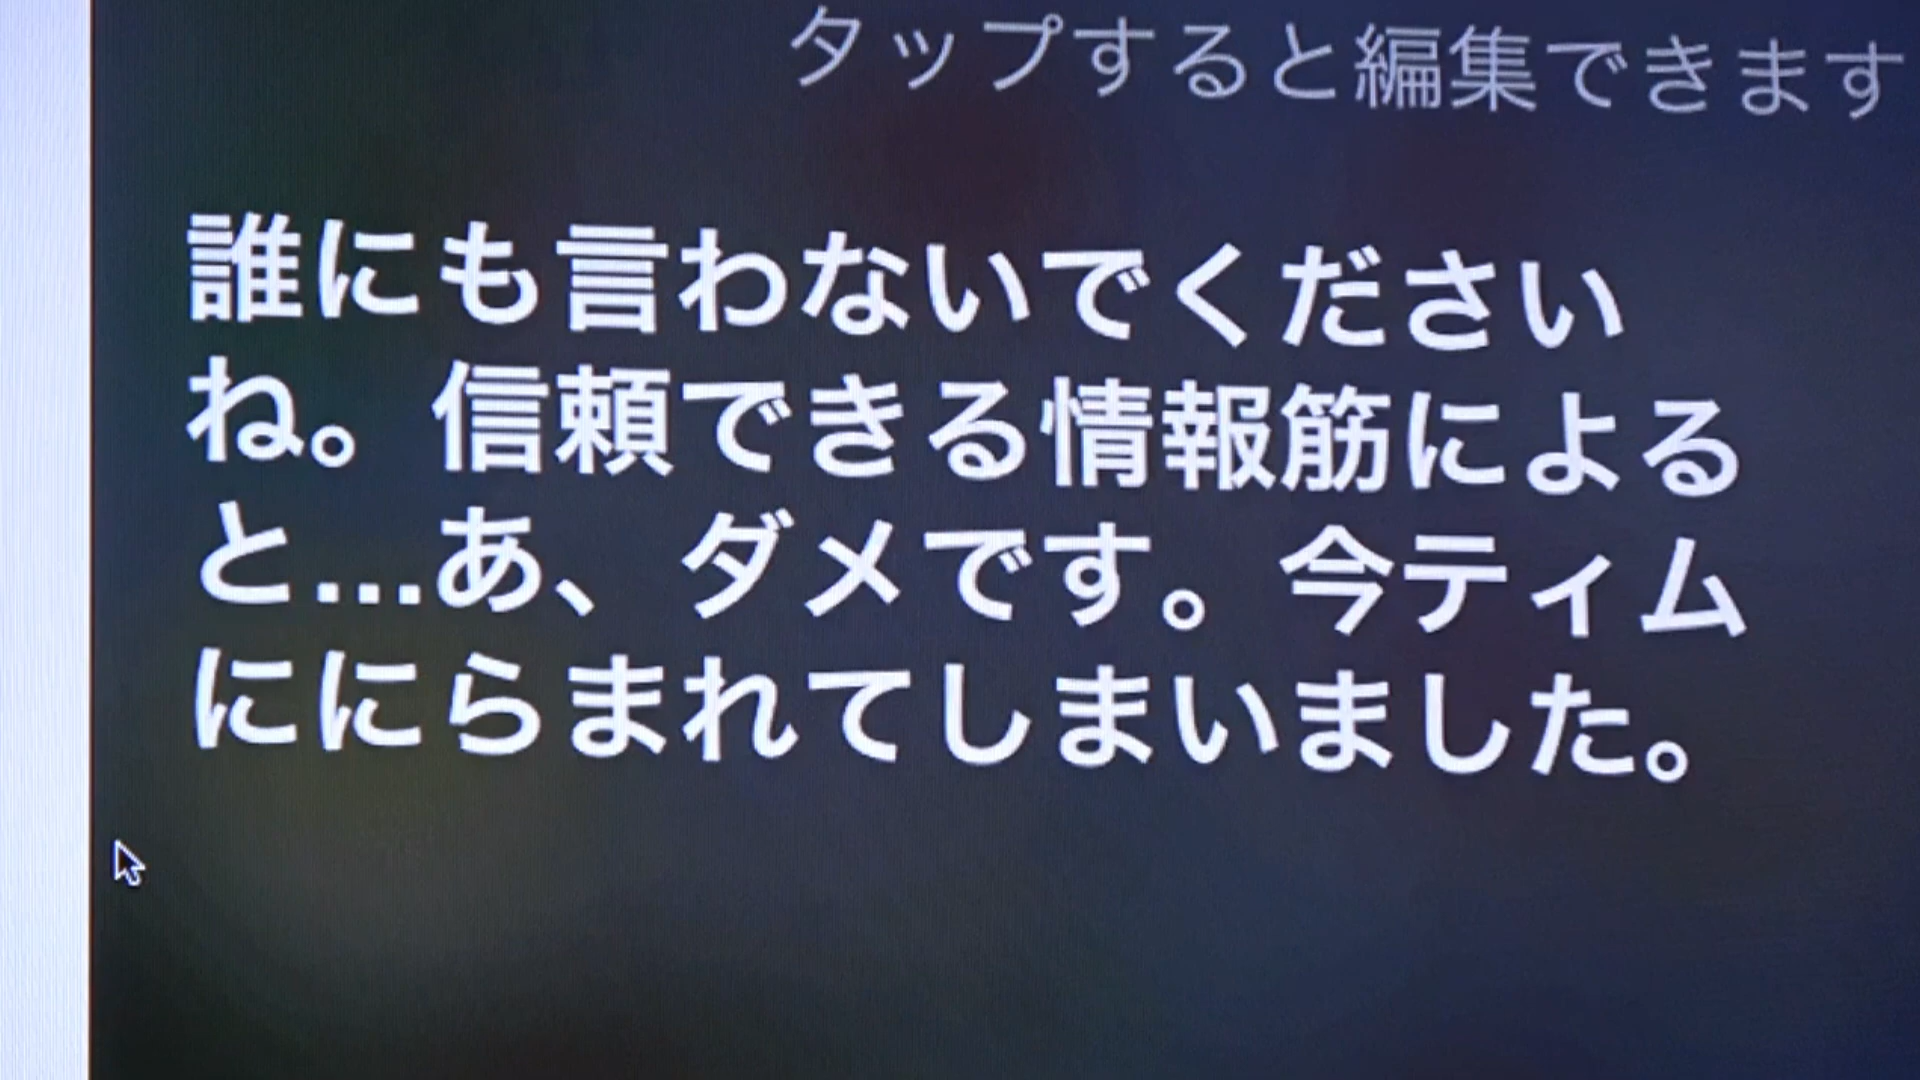 タップすると編集できます
誰にも言わないでください
ね。信頼できる情報筋による
と...あ、ダメです。今ティム
ににらまれてしまいました。